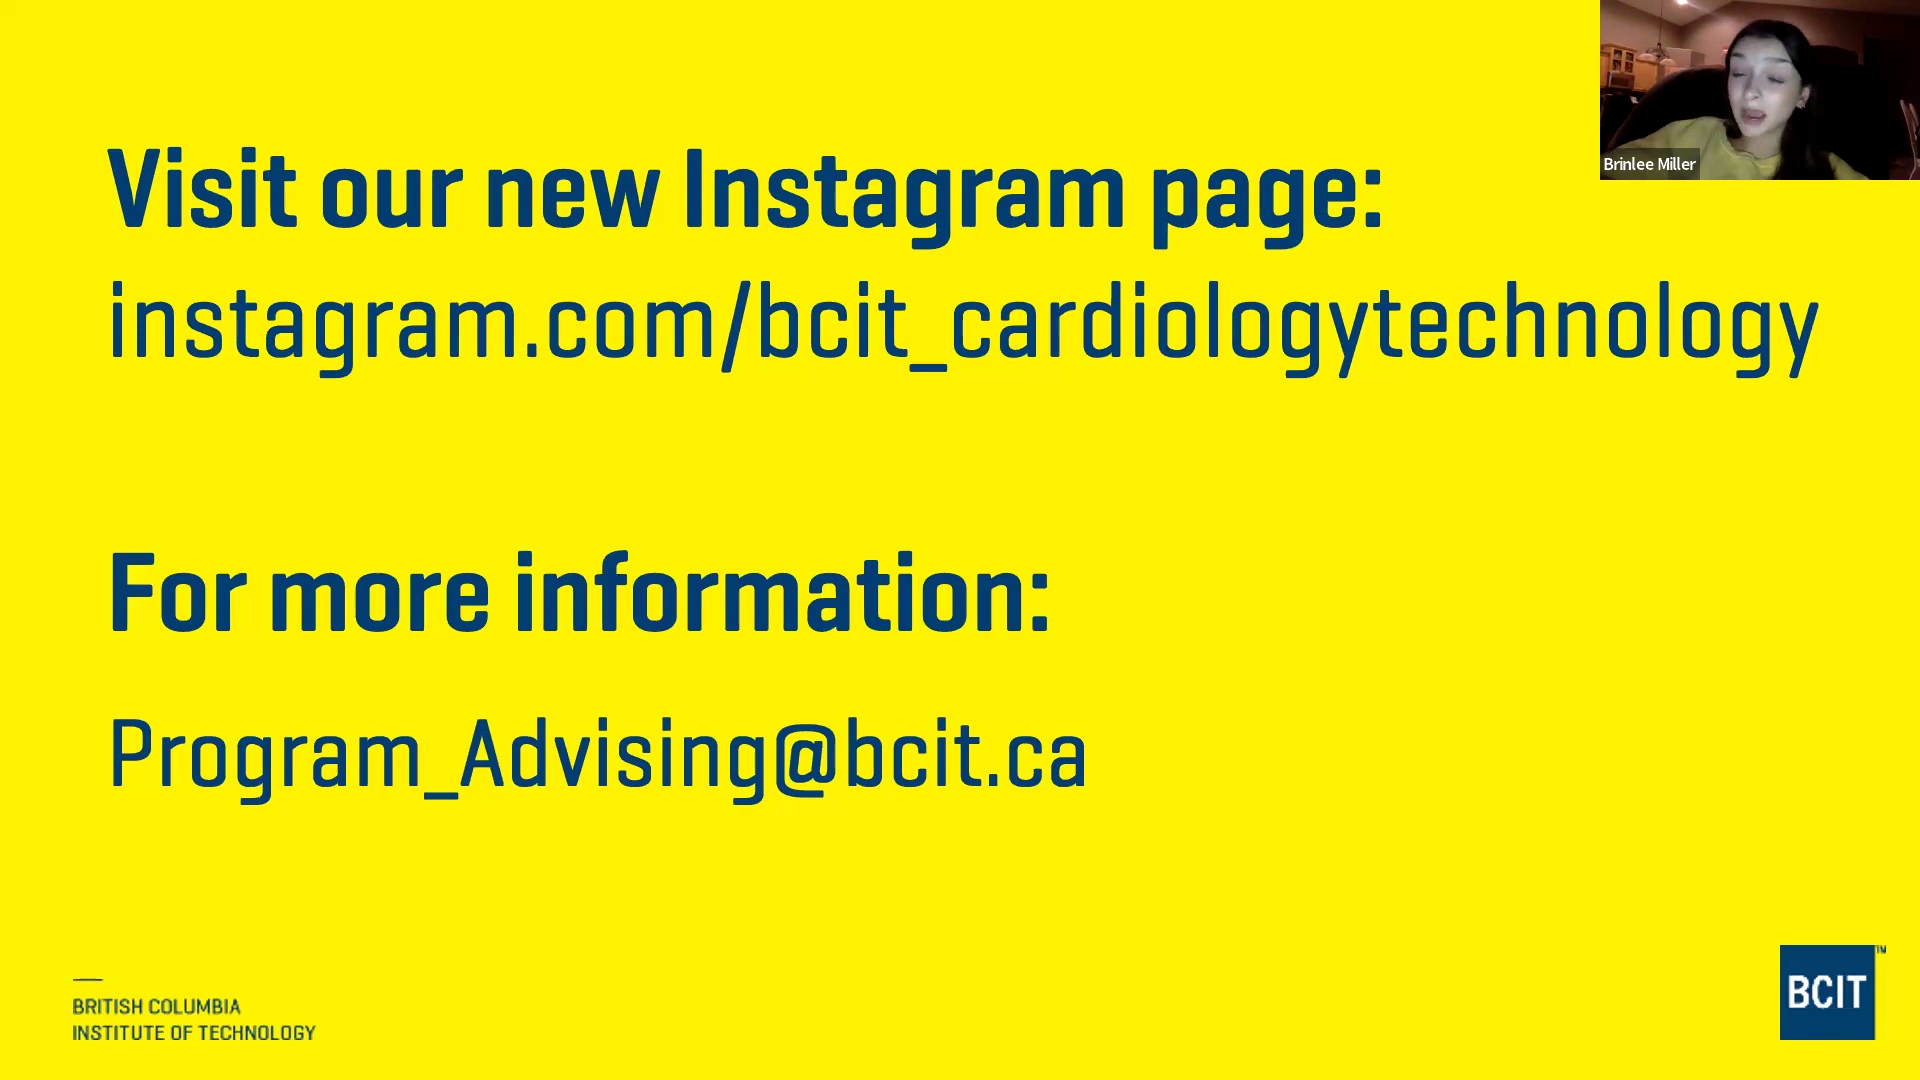 Brinlee Miller
Visit our new Instagram page:
instagram.com/bcit_cardiologytechnology
For more information:
Program_Advising@bcit.ca
BRITISH COLUMBIA
INSTITUTE OF TECHNOLOGY
BCIT™